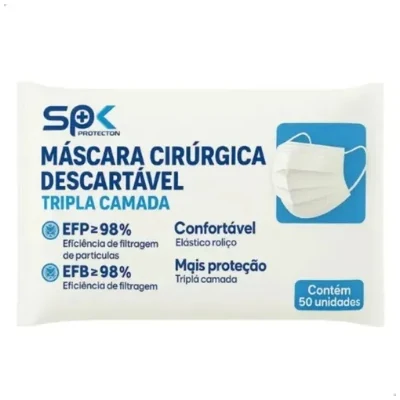 SPK
PROTECTON
MÁSCARA CIRÚRGICA
DESCARTÁVEL
TRIPLA CAMADA
EFP ≥ 98%
Eficiência de filtragem
de partículas
EFB ≥ 98%
Eficiência de filtragem
Confortável
Elástico roliço
Mais proteção
Tripla camada
Contém
50 unidades